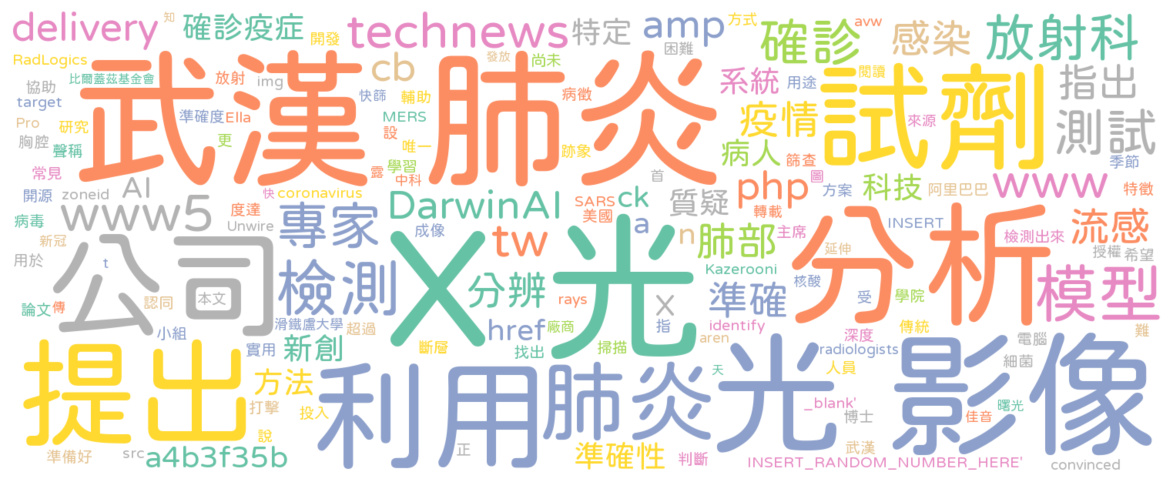 delivery 確診疫症 開發 technews 特定 amp 方式 avw 知
RadLogics 比爾蓋茲基金會 放射 img cb 發放 尚未 困難 確診 感染 放射科
協助 target 武漢肺炎 快篩 輔助 病徵 系統 用途 閱讀 指出
Pro 研究 準確度 Ella MERS 設 疫情 試劑 來源 測試
胸腔 聲稱 更 唯一 跡象 病人 篩查 季節
常見 學習 露 中科 首 圖 php 科技 www 特徵
開源 zoneid AI 快 coronavirus SARS ck 質疑 轉載 方案 阿里巴巴
病毒 www5 度達 Unwire 專家 DarwinAI 美國 a n 主席 INSERT 流感
新冠 成像 tw 肺部 延伸 檢測出來 授權 希望
用於 t 公司 檢測 X光 分辨 X Kazerooni 核酸 分析 模型
論文 傳 認同 本文 rays 指 準確 受 學院
小組 滑鐵盧大學 超過 href 廠商 identify 深度 傳統 難
實用 新創 斷層 找出 掃描 aren radiologists 電腦
提出 方法 利用 肺炎 天 光 人員 影像 細菌
打擊 投入 _blank' 博士 佳音 曙光
說 正 準確性 判斷 武漢
準備好 src a4b3f35b INSERT_RANDOM_NUMBER_HERE' convinced